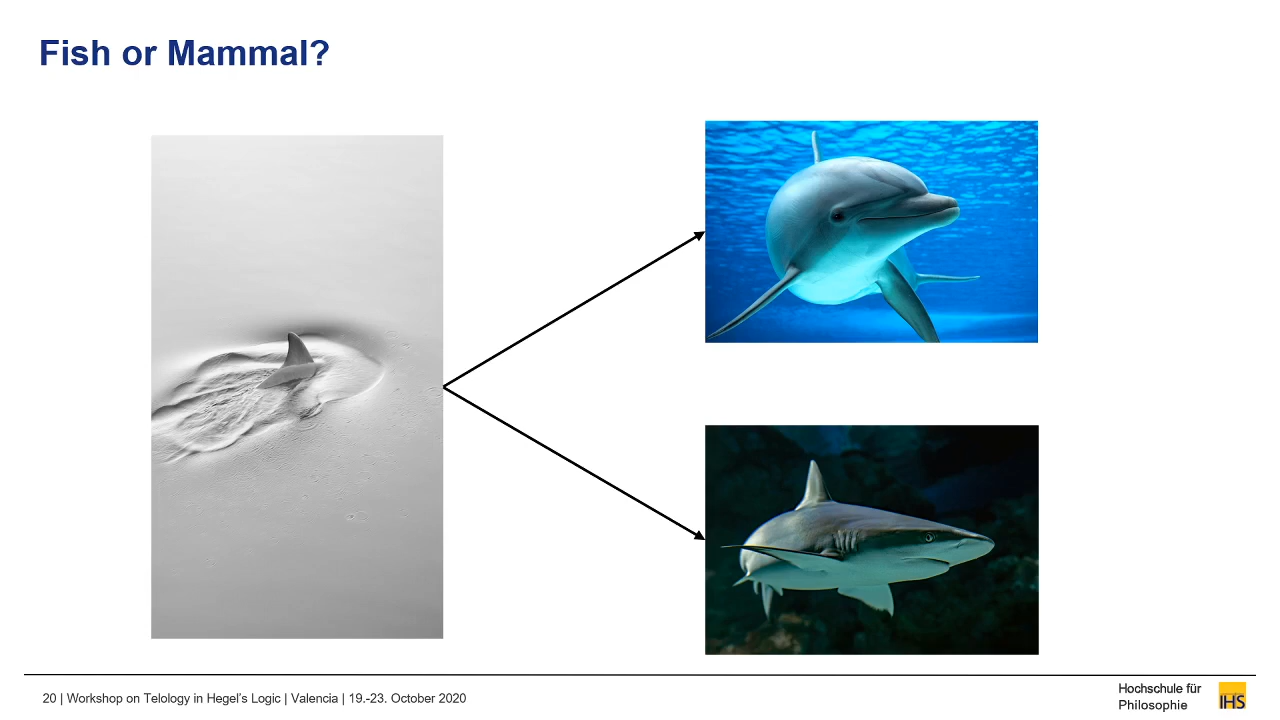 Fish or Mammal?
20 | Workshop on Telology in Hegel's Logic | Valencia | 19.-23. October 2020
Hochschule für
Philosophie
IHS